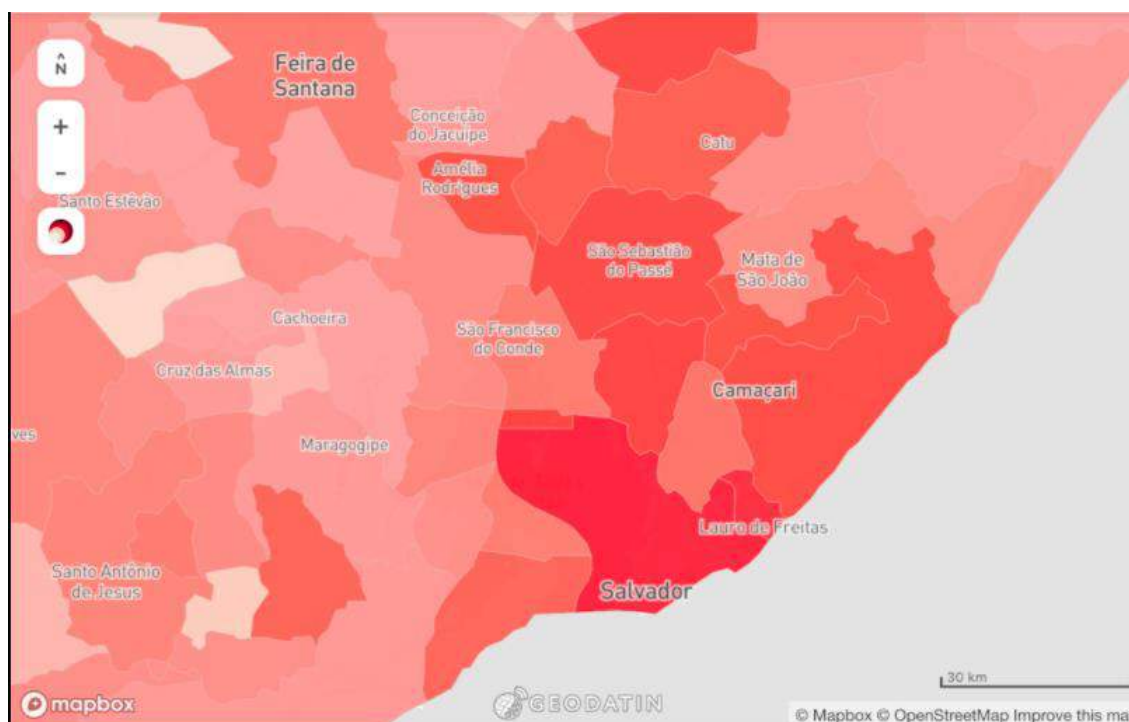 N
Feira de
Santana
+
Conceição
do Jacuípe
Catu
-
Amélia
Rodrigues
Santo Estêvão
São Sebastião
do Passé
Mata de
São João
Cachoeira
São Francisco
do Conde
Cruz das Almas
Camaçari
ves
Maragogipe
Lauro de Freitas
Santo Antônio
de Jesus
Salvador
30 km
mapbox
GEODATIN
© Mapbox © OpenStreetMap Improve this ma